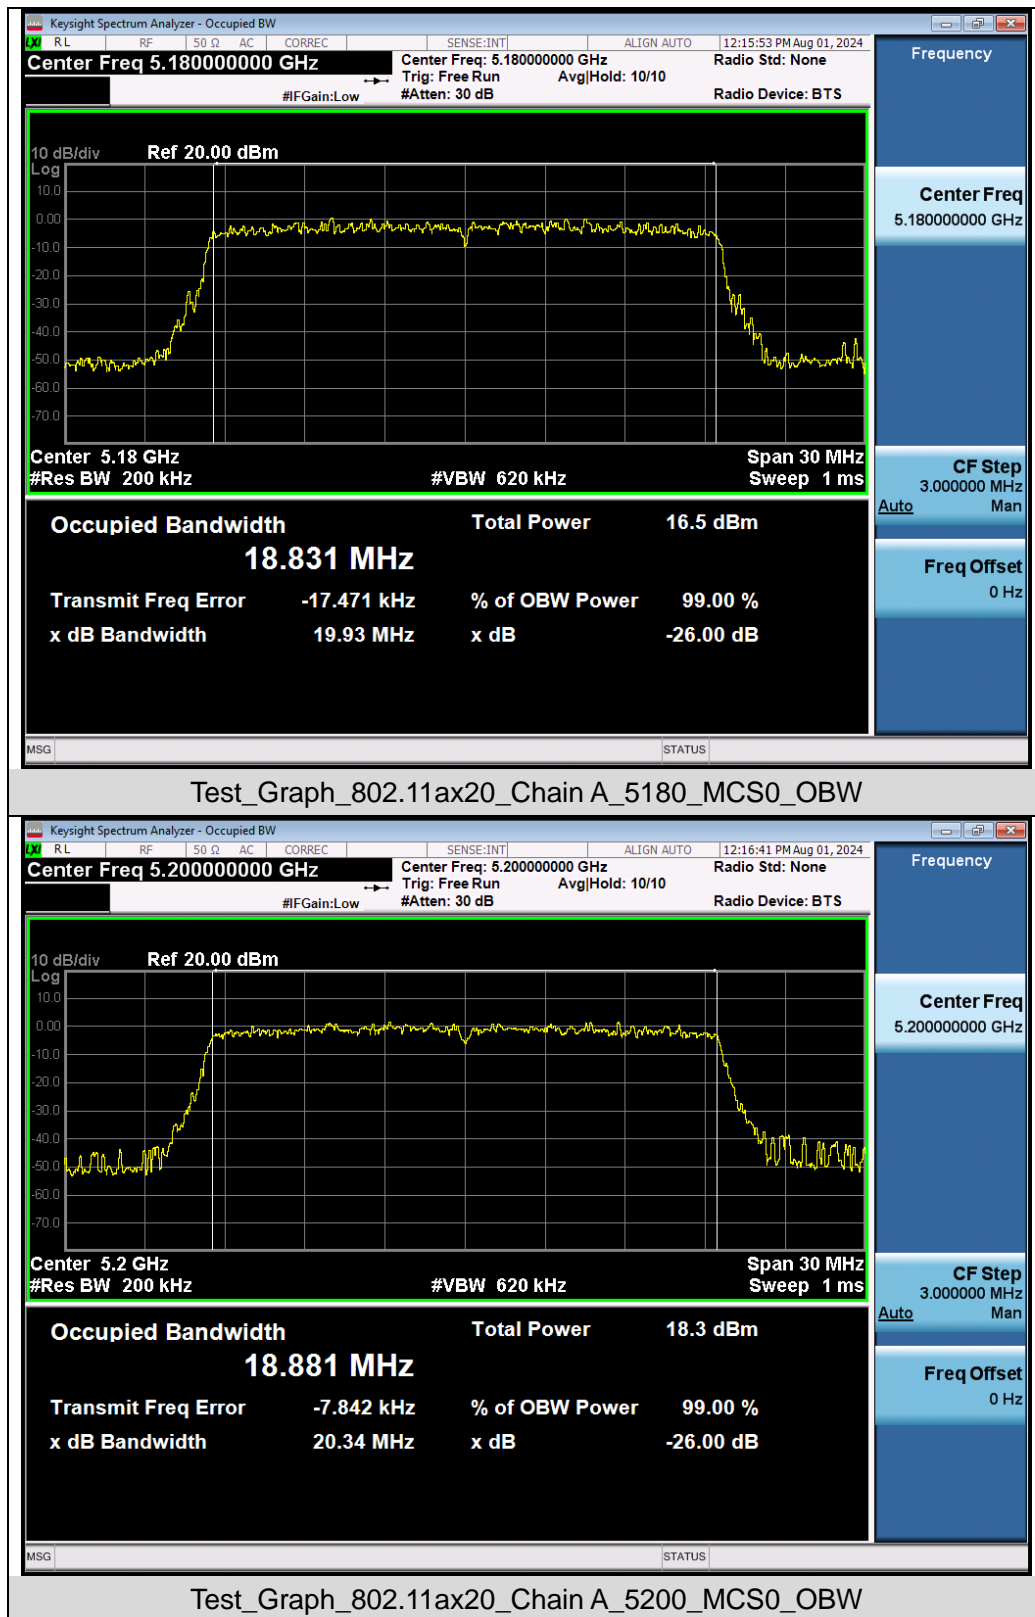 Keysight Spectrum Analyzer - Occupied BW
LXI RL RF 50 Ω AC CORREC SENSE:INT ALIGN AUTO 12:15:53 PM Aug 01, 2024
Center Freq 5.180000000 GHz
Center Freq: 5.180000000 GHz
Radio Std: None
Trig: Free Run Avg|Hold: 10/10
#IFGain:Low
#Atten: 30 dB
Radio Device: BTS
10 dB/div Ref 20.00 dBm
Log
10.0
0.00
-10.0
-20.0
-30.0
-40.0
-50.0
-60.0
-70.0
Center 5.18 GHz Span 30 MHz
#Res BW 200 kHz #VBW 620 kHz Sweep 1 ms
Occupied Bandwidth Total Power 16.5 dBm
18.831 MHz
Transmit Freq Error -17.471 kHz % of OBW Power 99.00 %
x dB Bandwidth 19.93 MHz x dB -26.00 dB
MSG STATUS
Frequency
Center Freq
5.180000000 GHz
CF Step
3.000000 MHz
Auto Man
Freq Offset
0 Hz
Test_Graph_802.11ax20_Chain A_5180_MCS0_OBW
Keysight Spectrum Analyzer - Occupied BW
LXI RL RF 50 Ω AC CORREC SENSE:INT ALIGN AUTO 12:16:41 PM Aug 01, 2024
Center Freq 5.200000000 GHz
Center Freq: 5.200000000 GHz
Radio Std: None
Trig: Free Run Avg|Hold: 10/10
#IFGain:Low
#Atten: 30 dB
Radio Device: BTS
10 dB/div Ref 20.00 dBm
Log
10.0
0.00
-10.0
-20.0
-30.0
-40.0
-50.0
-60.0
-70.0
Center 5.2 GHz Span 30 MHz
#Res BW 200 kHz #VBW 620 kHz Sweep 1 ms
Occupied Bandwidth Total Power 18.3 dBm
18.881 MHz
Transmit Freq Error -7.842 kHz % of OBW Power 99.00 %
x dB Bandwidth 20.34 MHz x dB -26.00 dB
MSG STATUS
Frequency
Center Freq
5.200000000 GHz
CF Step
3.000000 MHz
Auto Man
Freq Offset
0 Hz
Test_Graph_802.11ax20_Chain A_5200_MCS0_OBW